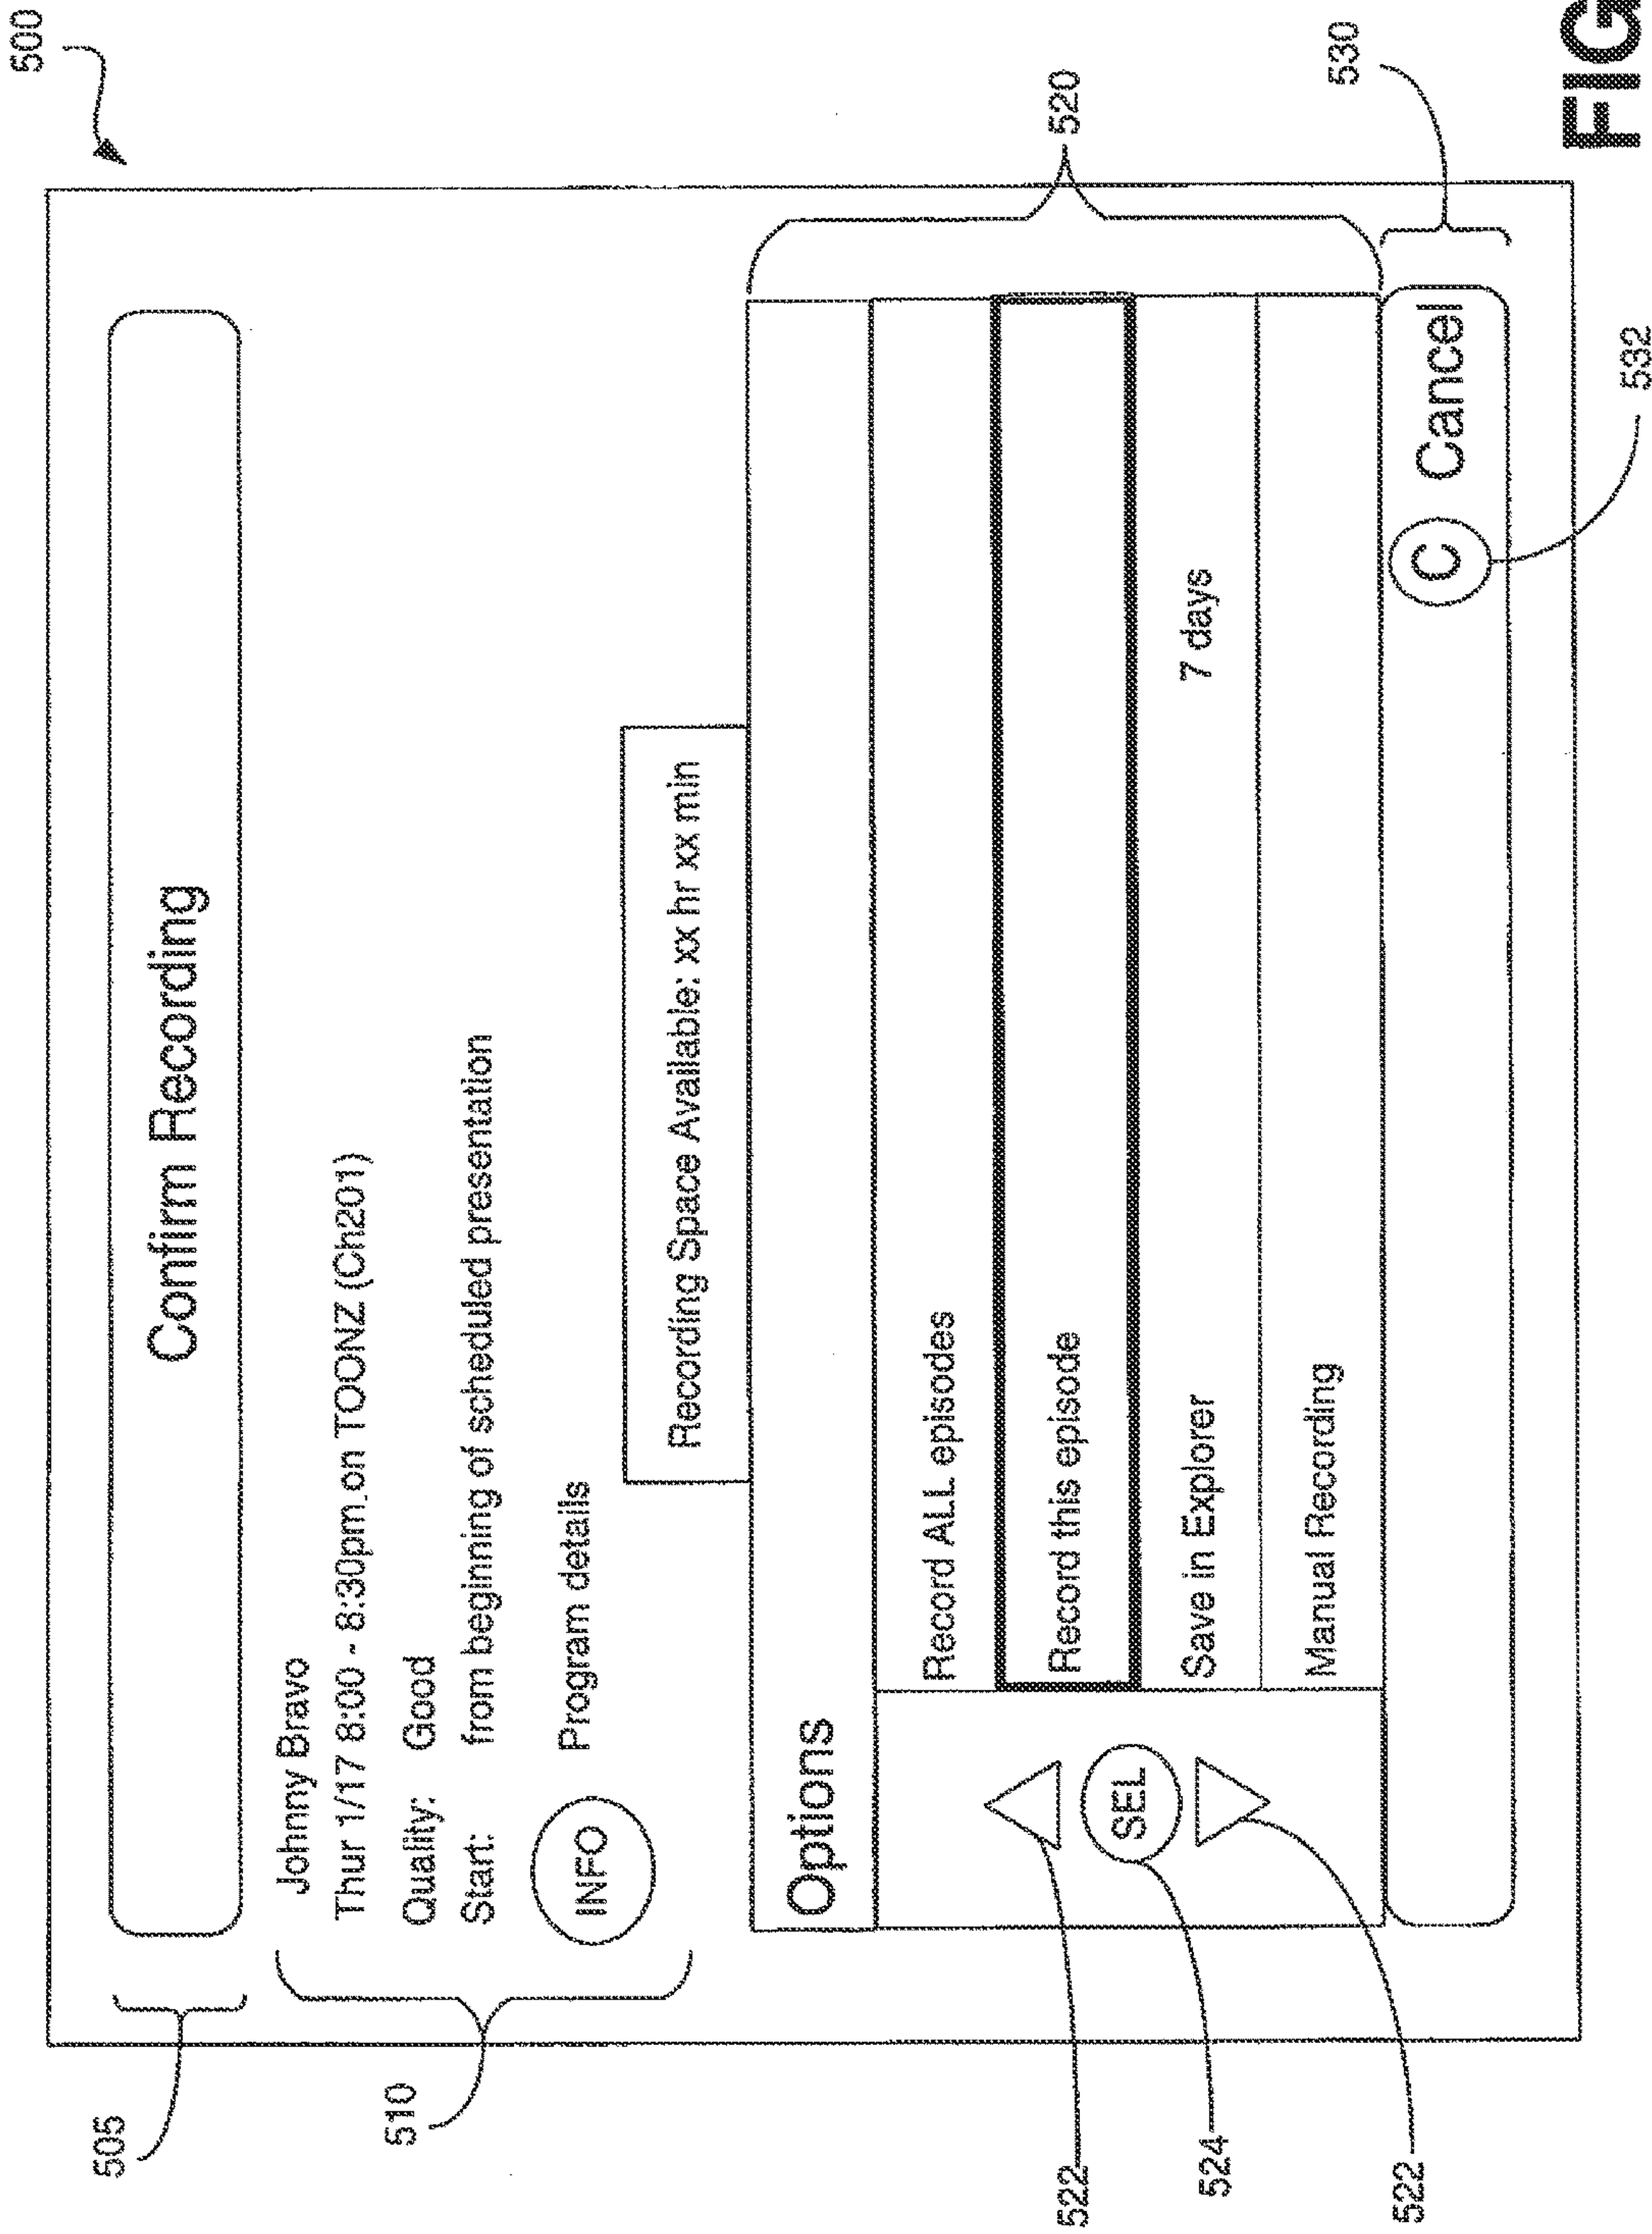 500
505
Confirm Recording
510
Johnny Bravo
Thur 1/17 8:00 - 8:30pm on TOONZ (Ch201)
Quality: Good
Start: from beginning of scheduled presentation
INFO Program details
Recording Space Available: xx hr xx min
Options
520
Record ALL episodes
522
Record this episode
524
SEL
Save in Explorer 7 days
522
Manual Recording
530
C Cancel
532
FIG